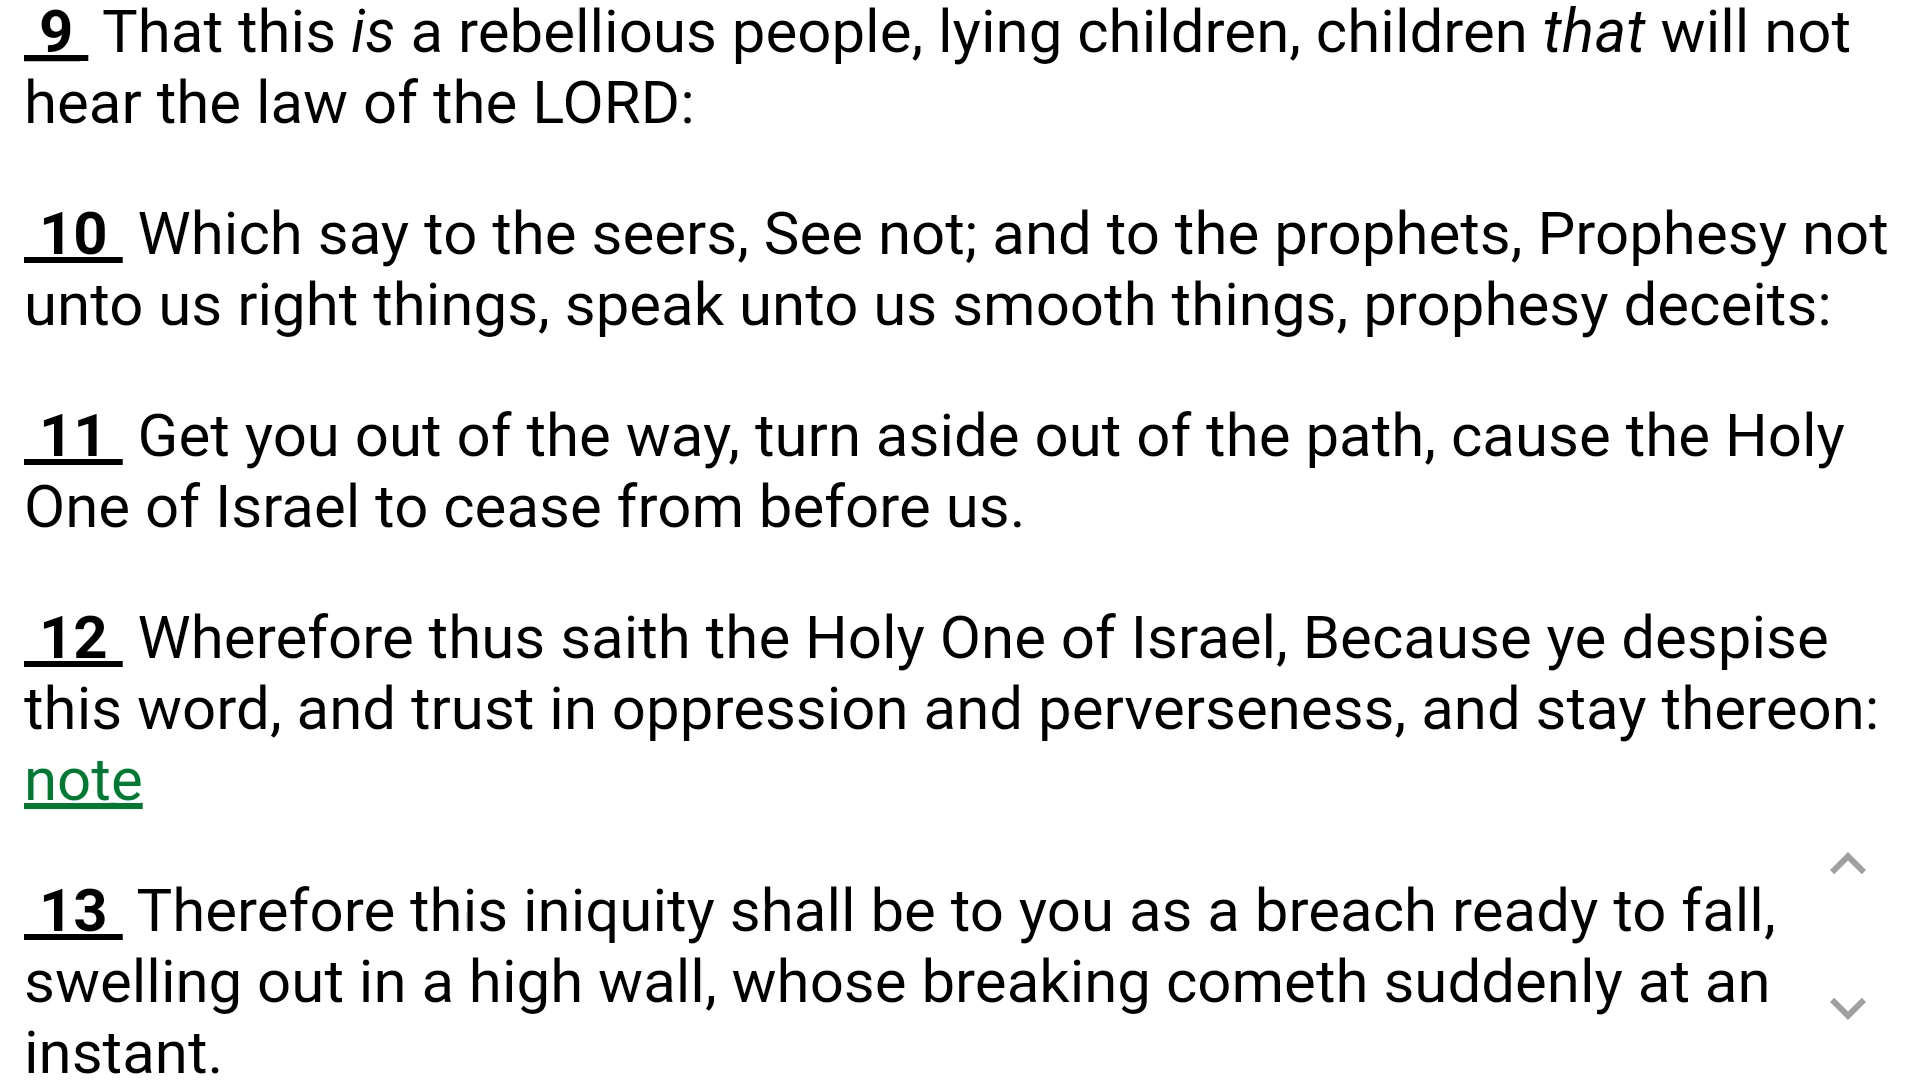 9 That this is a rebellious people, lying children, children that will not
hear the law of the LORD:
10 Which say to the seers, See not; and to the prophets, Prophesy not
unto us right things, speak unto us smooth things, prophesy deceits:
11 Get you out of the way, turn aside out of the path, cause the Holy
One of Israel to cease from before us.
12 Wherefore thus saith the Holy One of Israel, Because ye despise
this word, and trust in oppression and perverseness, and stay thereon:
note
13 Therefore this iniquity shall be to you as a breach ready to fall,
swelling out in a high wall, whose breaking cometh suddenly at an
instant.